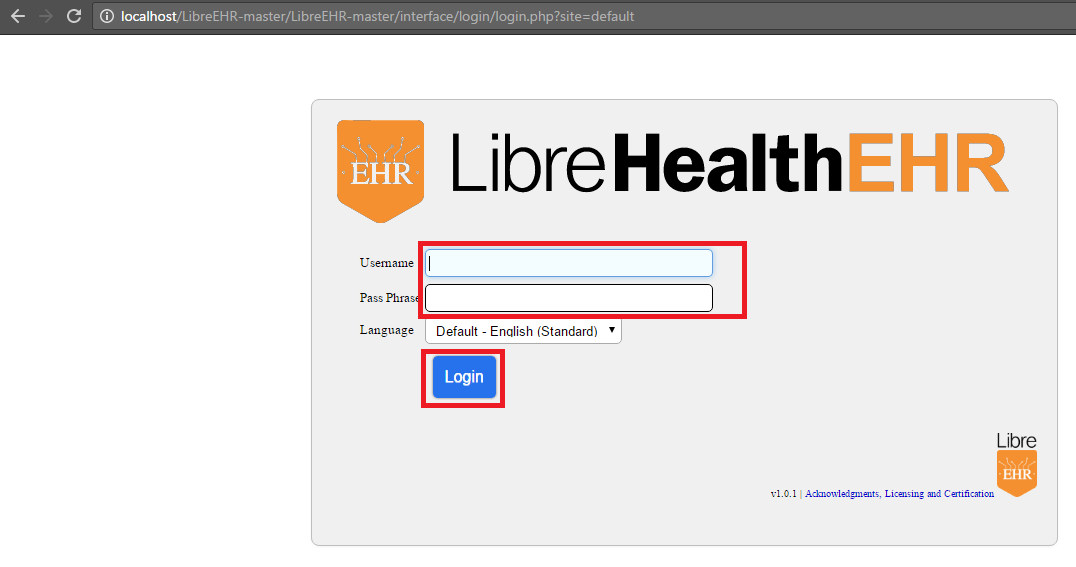 localhost/LibreEHR-master/LibreEHR-master/interface/login/login.php?site=default
EHR
LibreHealthEHR
Username
Pass Phrase
Language Default - English (Standard)
Login
Libre
EHR
v1.0.1 | Acknowledgments, Licensing and Certification